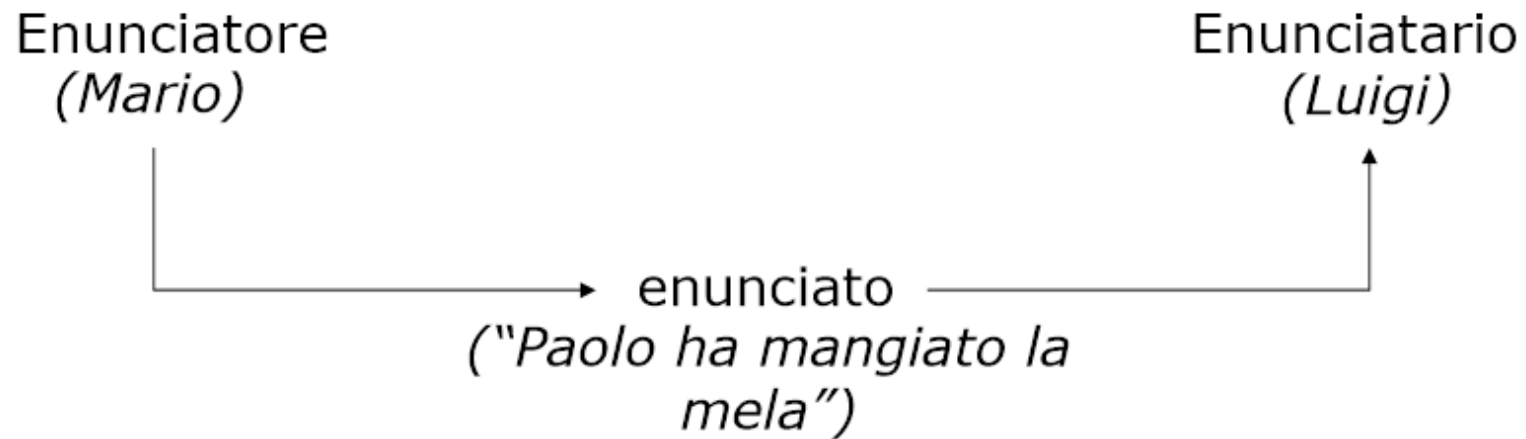 Enunciatore
(Mario)
Enunciatario
(Luigi)
enunciato
(“Paolo ha mangiato la
mela”)